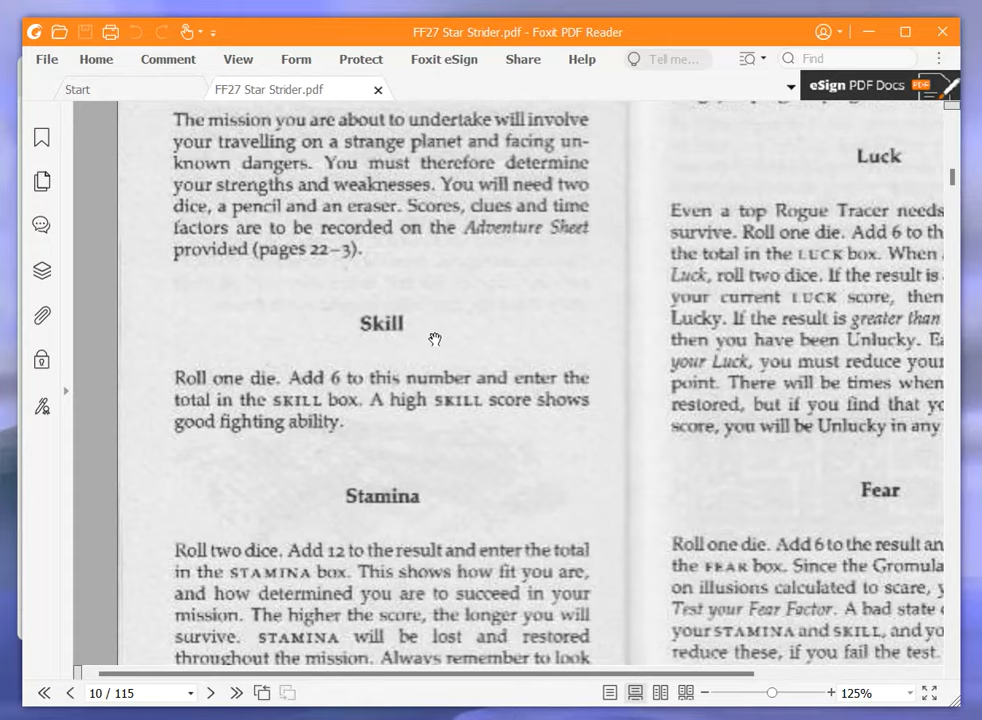 FF27 Star Strider.pdf - Foxit PDF Reader
File Home Comment View Form Protect Foxit eSign Share Help Tell me... Find
Start FF27 Star Strider.pdf eSign PDF Docs PDF
The mission you are about to undertake will involve
your travelling on a strange planet and facing un-
known dangers. You must therefore determine
your strengths and weaknesses. You will need two
dice, a pencil and an eraser. Scores, clues and time
factors are to be recorded on the Adventure Sheet
provided (pages 22–3).
Skill
Roll one die. Add 6 to this number and enter the
total in the SKILL box. A high SKILL score shows
good fighting ability.
Stamina
Roll two dice. Add 12 to the result and enter the total
in the STAMINA box. This shows how fit you are,
and how determined you are to succeed in your
mission. The higher the score, the longer you will
survive. STAMINA will be lost and restored
throughout the mission. Always remember to look
Luck
Even a top Rogue Tracer needs
survive. Roll one die. Add 6 to th
the total in the LUCK box. When
Luck, roll two dice. If the result is
your current LUCK score, then
Lucky. If the result is greater than
then you have been Unlucky. Ea
your Luck, you must reduce your
point. There will be times when
restored, but if you find that yo
score, you will be Unlucky in any
Fear
Roll one die. Add 6 to the result an
the FEAR box. Since the Gromula
on illusions calculated to scare, y
Test your Fear Factor. A bad state
your STAMINA and SKILL, and yo
reduce these, if you fail the test.
10 / 115 125%